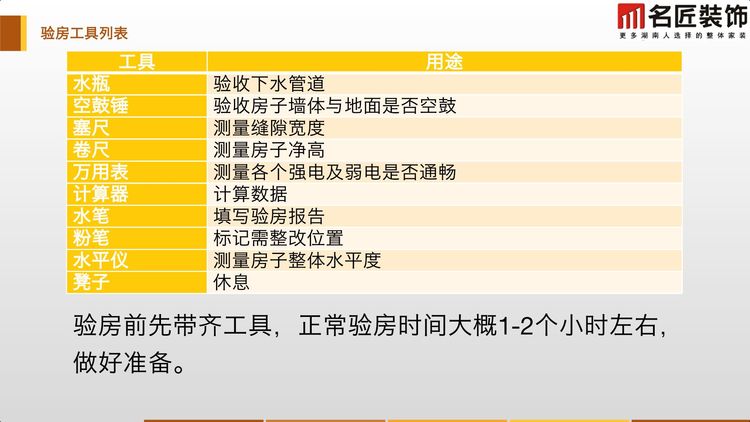 验房工具列表
名匠装饰
更多湖南人选择的整体家装
工具 用途
水瓶 验收下水管道
空鼓锤 验收房子墙体与地面是否空鼓
塞尺 测量缝隙宽度
卷尺 测量房子净高
万用表 测量各个强电及弱电是否通畅
计算器 计算数据
水笔 填写验房报告
粉笔 标记需整改位置
水平仪 测量房子整体水平度
凳子 休息
验房前先带齐工具，正常验房时间大概1-2个小时左右，
做好准备。